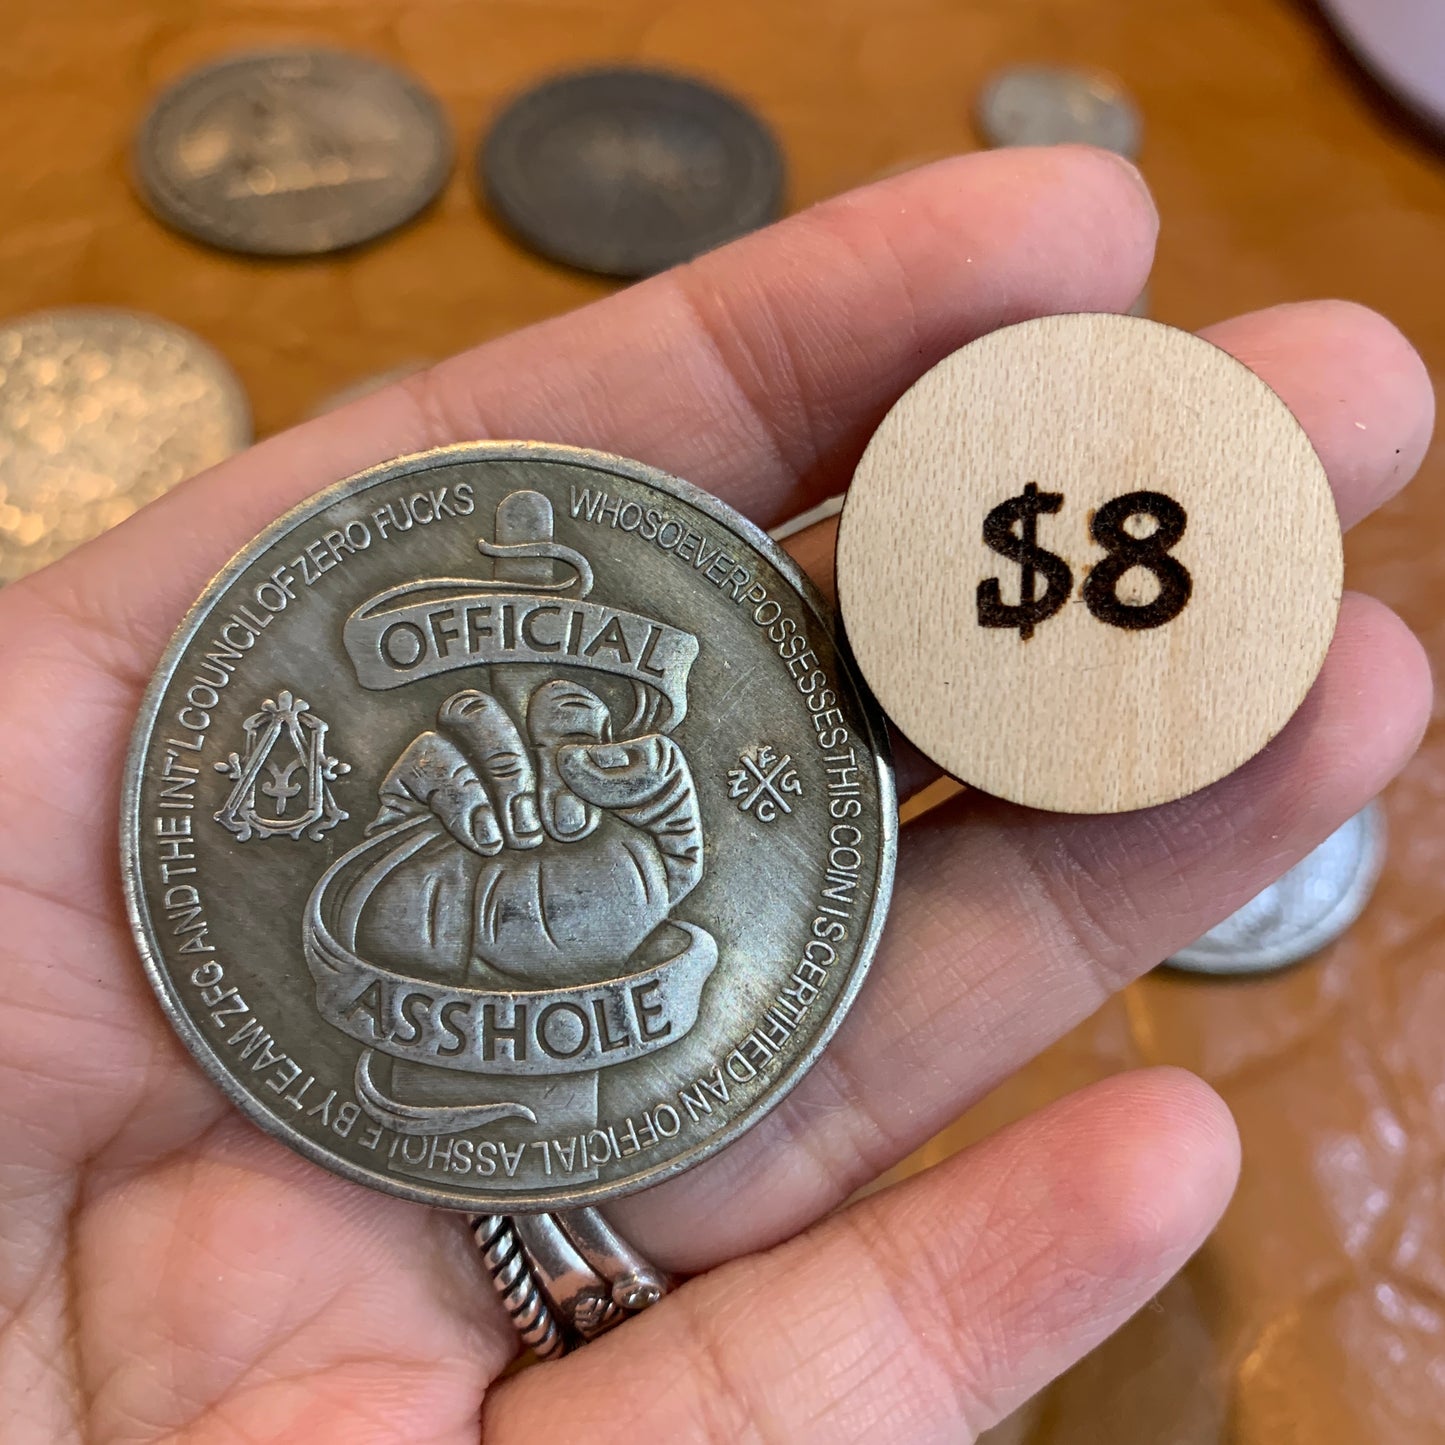 WHOSOEVER POSSESSES THIS COIN IS CERTIFIED AN OFFICIAL ASSHOLE BY TEAM ZFG AND THE INT'L COUNCIL OF ZERO FUCKS
OFFICIAL
ASSHOLE
Z F G C
$8